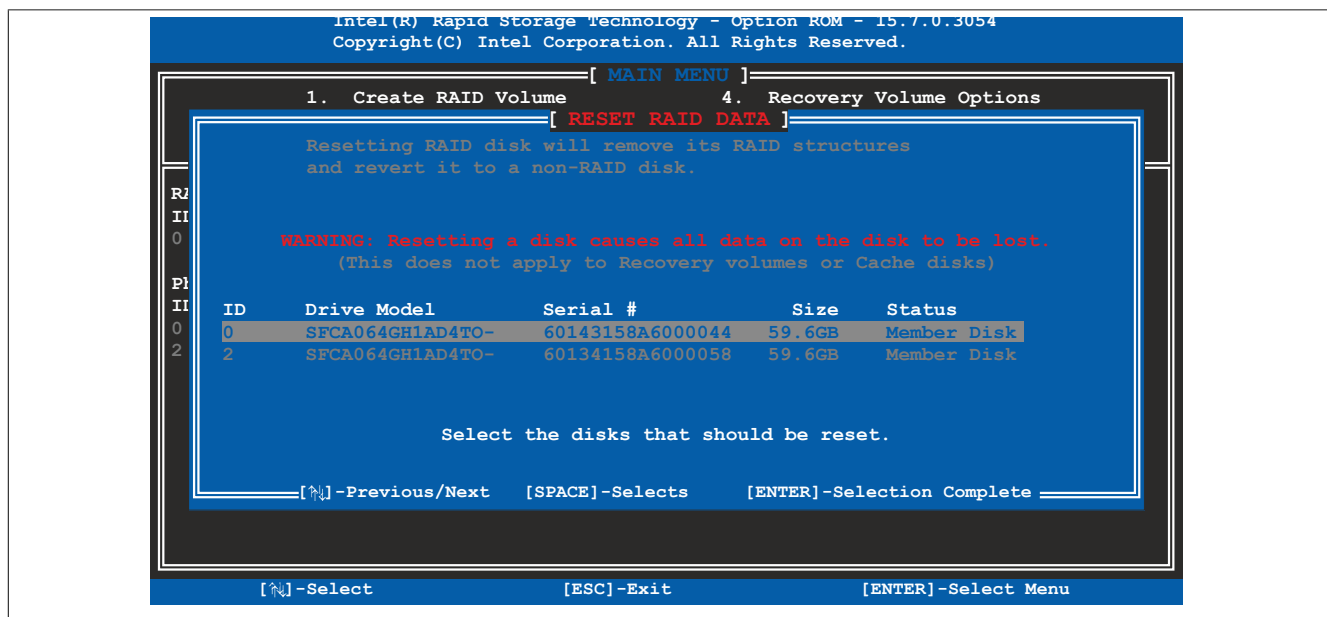 Intel(R) Rapid Storage Technology - Option ROM - 15.7.0.3054
Copyright(C) Intel Corporation. All Rights Reserved.
[ MAIN MENU ]
1. Create RAID Volume 4. Recovery Volume Options
[ RESET RAID DATA ]
Resetting RAID disk will remove its RAID structures
and revert it to a non-RAID disk.
WARNING: Resetting a disk causes all data on the disk to be lost.
(This does not apply to Recovery volumes or Cache disks)
ID Drive Model Serial # Size Status
0 0 SFCA064GH1AD4TO- 60143158A6000044 59.6GB Member Disk
2 2 SFCA064GH1AD4TO- 60134158A6000058 59.6GB Member Disk
0
Select the disks that should be reset.
[⇑⇓]-Previous/Next [SPACE]-Selects [ENTER]-Selection Complete
[⇑⇓]-Select [ESC]-Exit [ENTER]-Select Menu